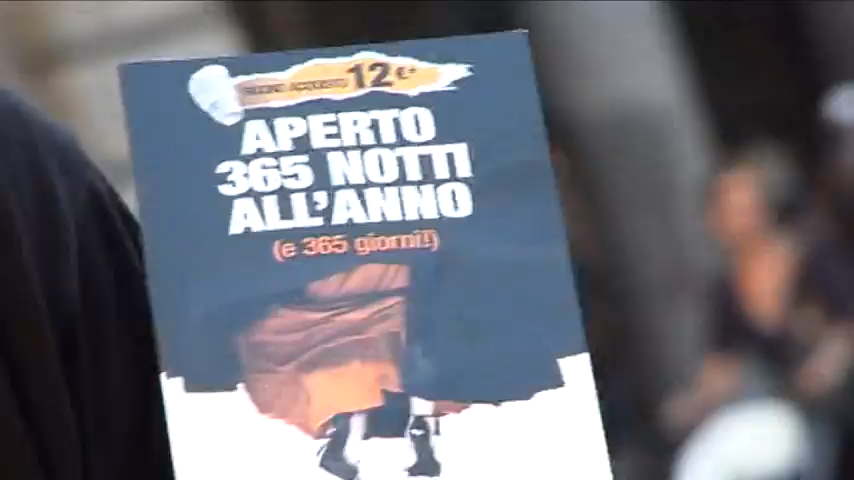 12€*
APERTO
365 NOTTI
ALL'ANNO
(e 365 giorni!)